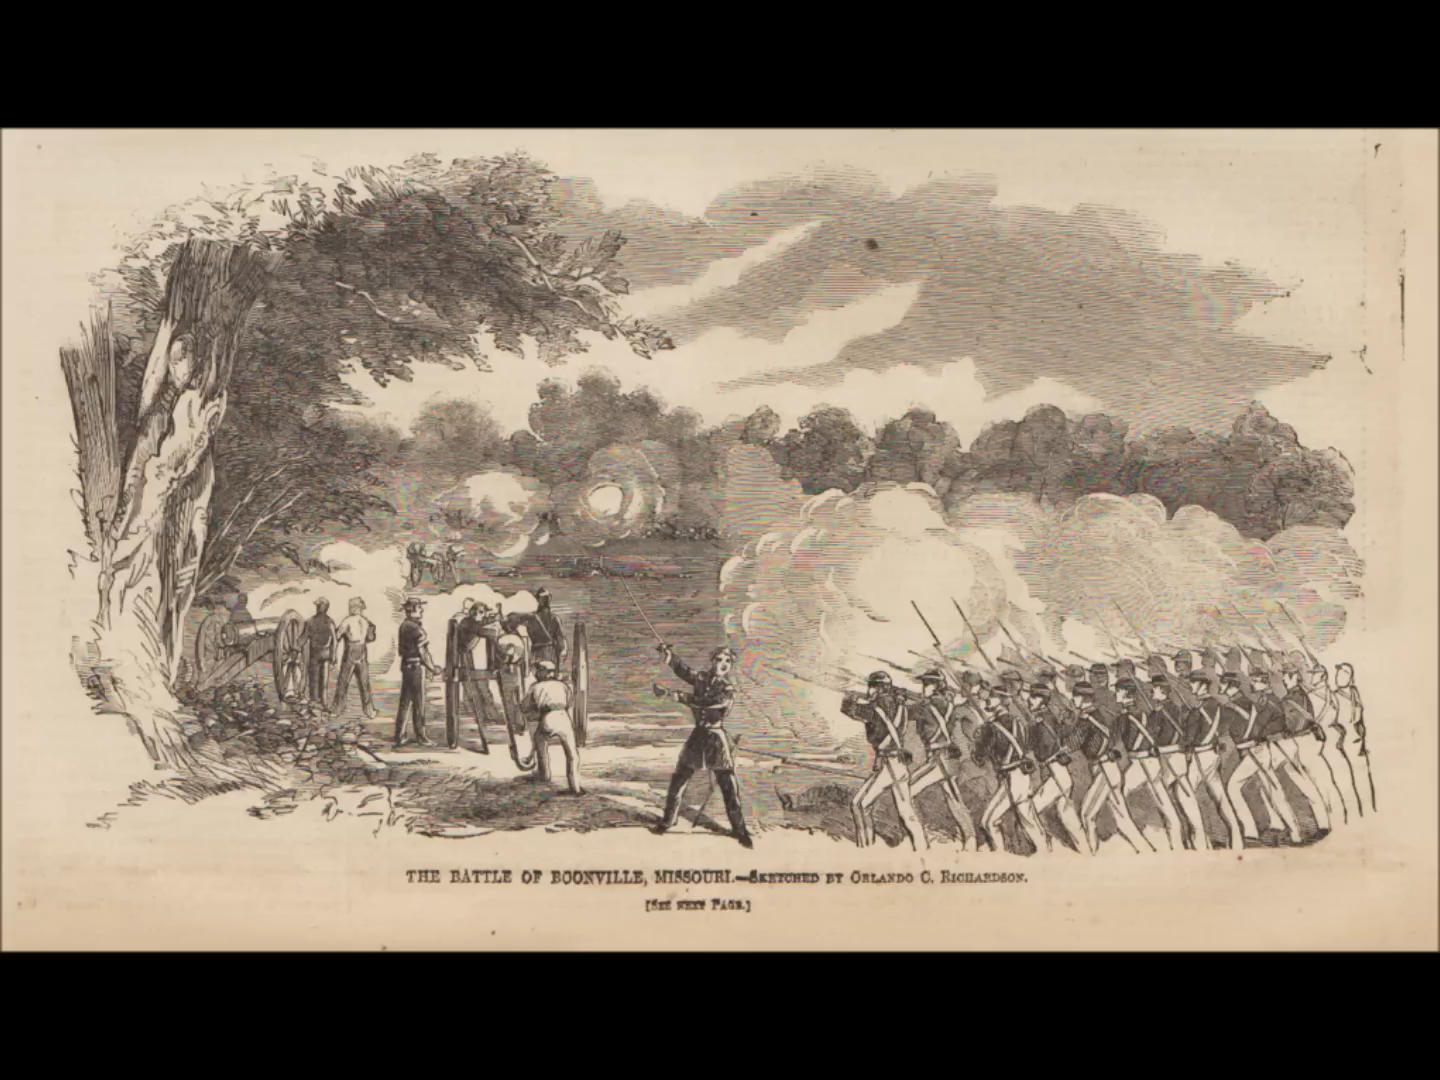 THE BATTLE OF BOONVILLE, MISSOURI.—Sketched by Orlando C. Richardson.
[See next Page.]